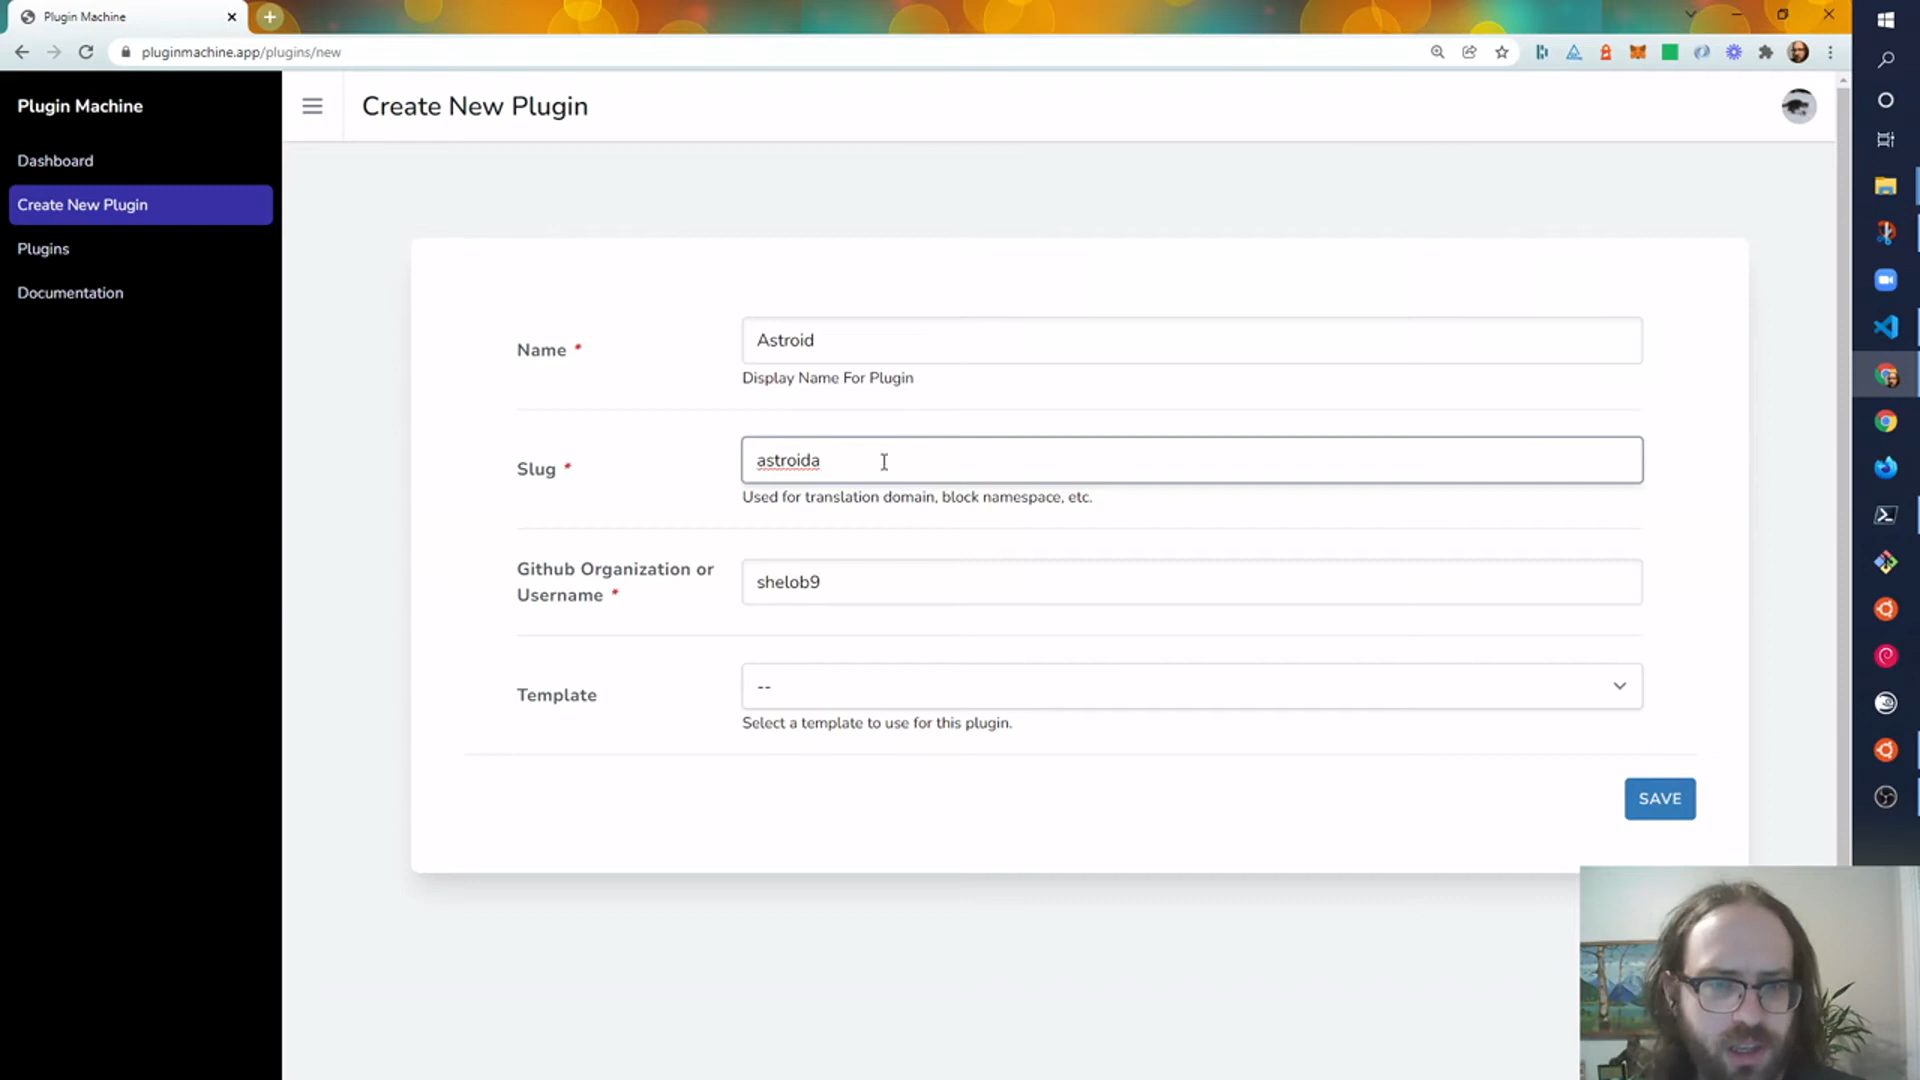 Plugin Machine
pluginmachine.app/plugins/new
Plugin Machine
Create New Plugin
Dashboard
Create New Plugin
Plugins
Documentation
Name *
Astroid
Display Name For Plugin
Slug *
astroida
Used for translation domain, block namespace, etc.
Github Organization or
Username *
shelob9
Template
--
Select a template to use for this plugin.
SAVE